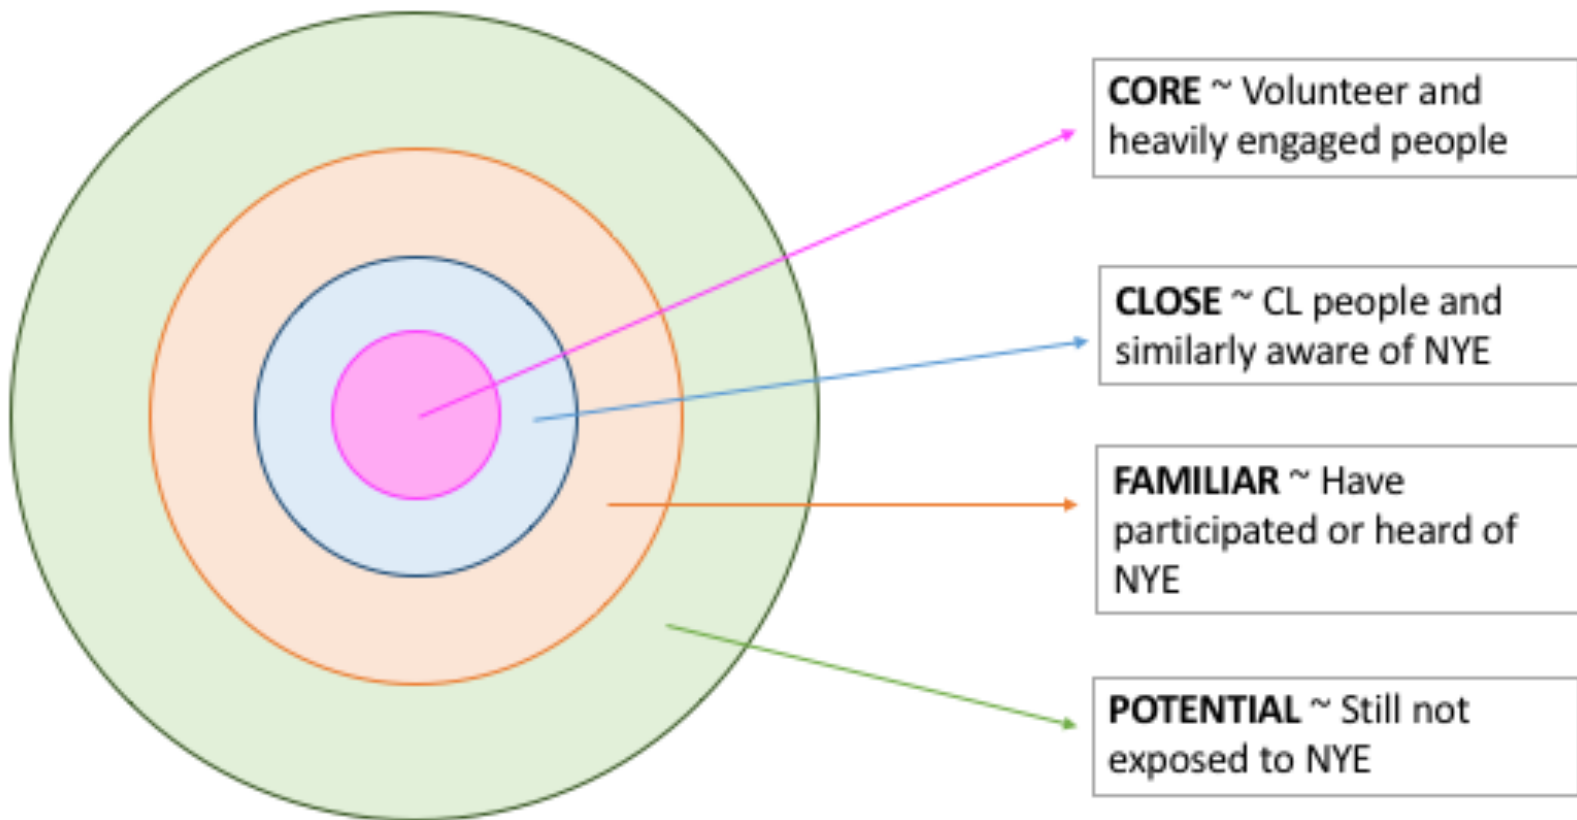 CORE ~ Volunteer and
heavily engaged people
CLOSE ~ CL people and
similarly aware of NYE
FAMILIAR ~ Have
participated or heard of
NYE
POTENTIAL ~ Still not
exposed to NYE